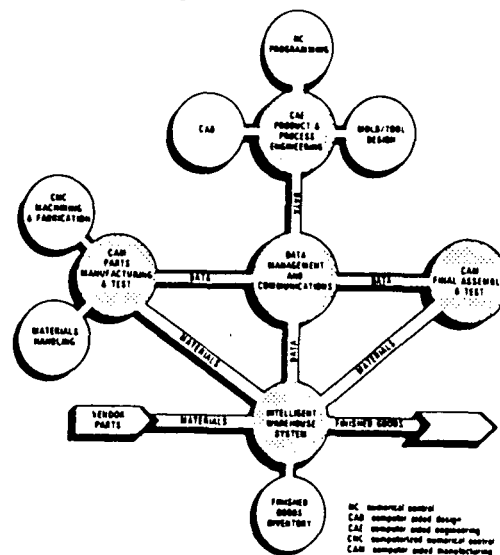 NC
PROGRAMMING
CAD
CAE
PRODUCT &
PROCESS
ENGINEERING
MOLD/TOOL
DESIGN
DATA
CNC
MACHINING
& FABRICATION
CAM
PARTS
MANUFACTURING
& TEST
DATA
DATA
MANAGEMENT
AND
COMMUNICATIONS
DATA
CAM
FINAL ASSEMBLY
& TEST
MATERIALS
HANDLING
MATERIALS
DATA
MATERIALS
VENDOR
PARTS
MATERIALS
INTELLIGENT
WAREHOUSE
SYSTEM
FINISHED GOODS
FINISHED
GOODS
INVENTORY
NC numerical control
CAD computer aided design
CAE computer aided engineering
CNC computerized numerical control
CAM computer aided manufacturing